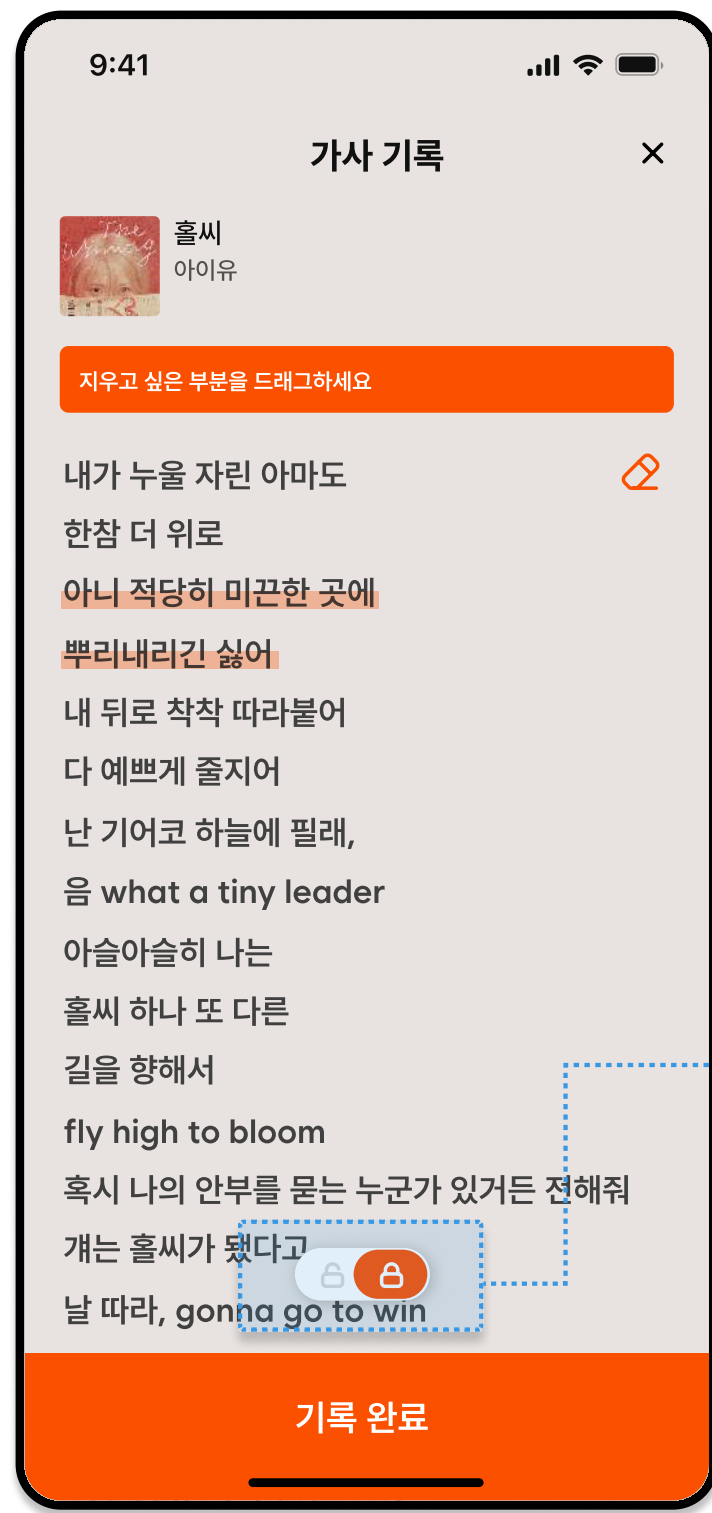 9:41
가사 기록
The
Winning
홀씨
아이유
지우고 싶은 부분을 드래그하세요
내가 누울 자린 아마도
한참 더 위로
아니 적당히 미끈한 곳에
뿌리내리긴 싫어
내 뒤로 착착 따라붙어
다 예쁘게 줄지어
난 기어코 하늘에 필래,
음 what a tiny leader
아슬아슬히 나는
홀씨 하나 또 다른
길을 향해서
fly high to bloom
혹시 나의 안부를 묻는 누군가 있거든 전해줘
걔는 홀씨가 됐다고
날 따라, gonna go to win
기록 완료